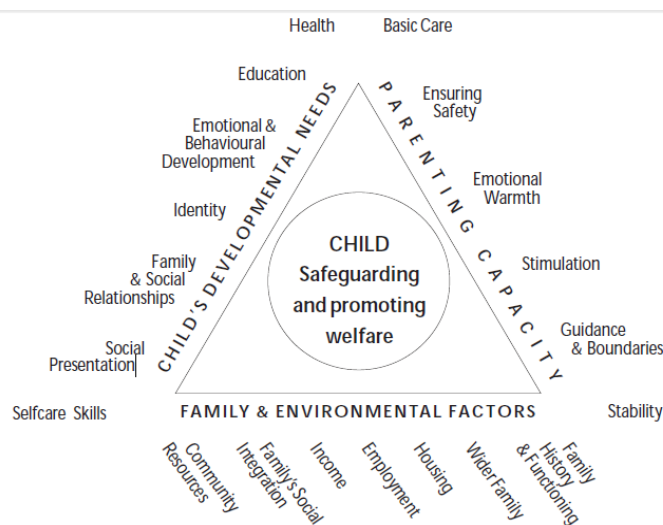 Health
Basic Care
Education
Ensuring
Safety
Emotional &
Behavioural
Development
Emotional
Warmth
Identity
Stimulation
Family
& Social
Relationships
Guidance
& Boundaries
Social
Presentation
Selfcare Skills
Stability
CHILD'S DEVELOPMENTAL NEEDS
PARENTING CAPACITY
CHILD
Safeguarding
and promoting
welfare
FAMILY & ENVIRONMENTAL FACTORS
Community
Resources
Family's Social
Integration
Income
Employment
Housing
Wider Family
Family
History
& Functioning